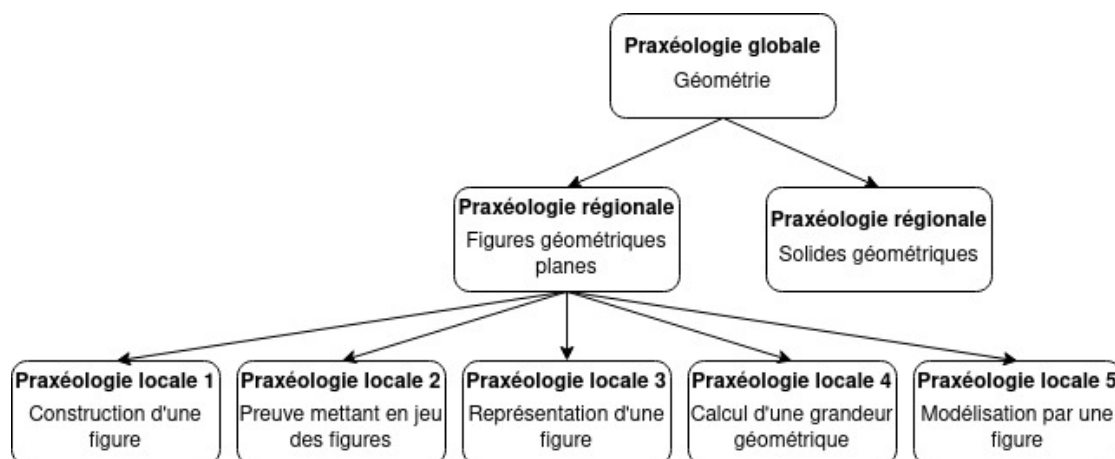 Praxéologie globale
Géométrie
Praxéologie régionale
Figures géométriques
planes
Praxéologie régionale
Solides géométriques
Praxéologie locale 1
Construction d'une
figure
Praxéologie locale 2
Preuve mettant en jeu
des figures
Praxéologie locale 3
Représentation d'une
figure
Praxéologie locale 4
Calcul d'une grandeur
géométrique
Praxéologie locale 5
Modélisation par une
figure